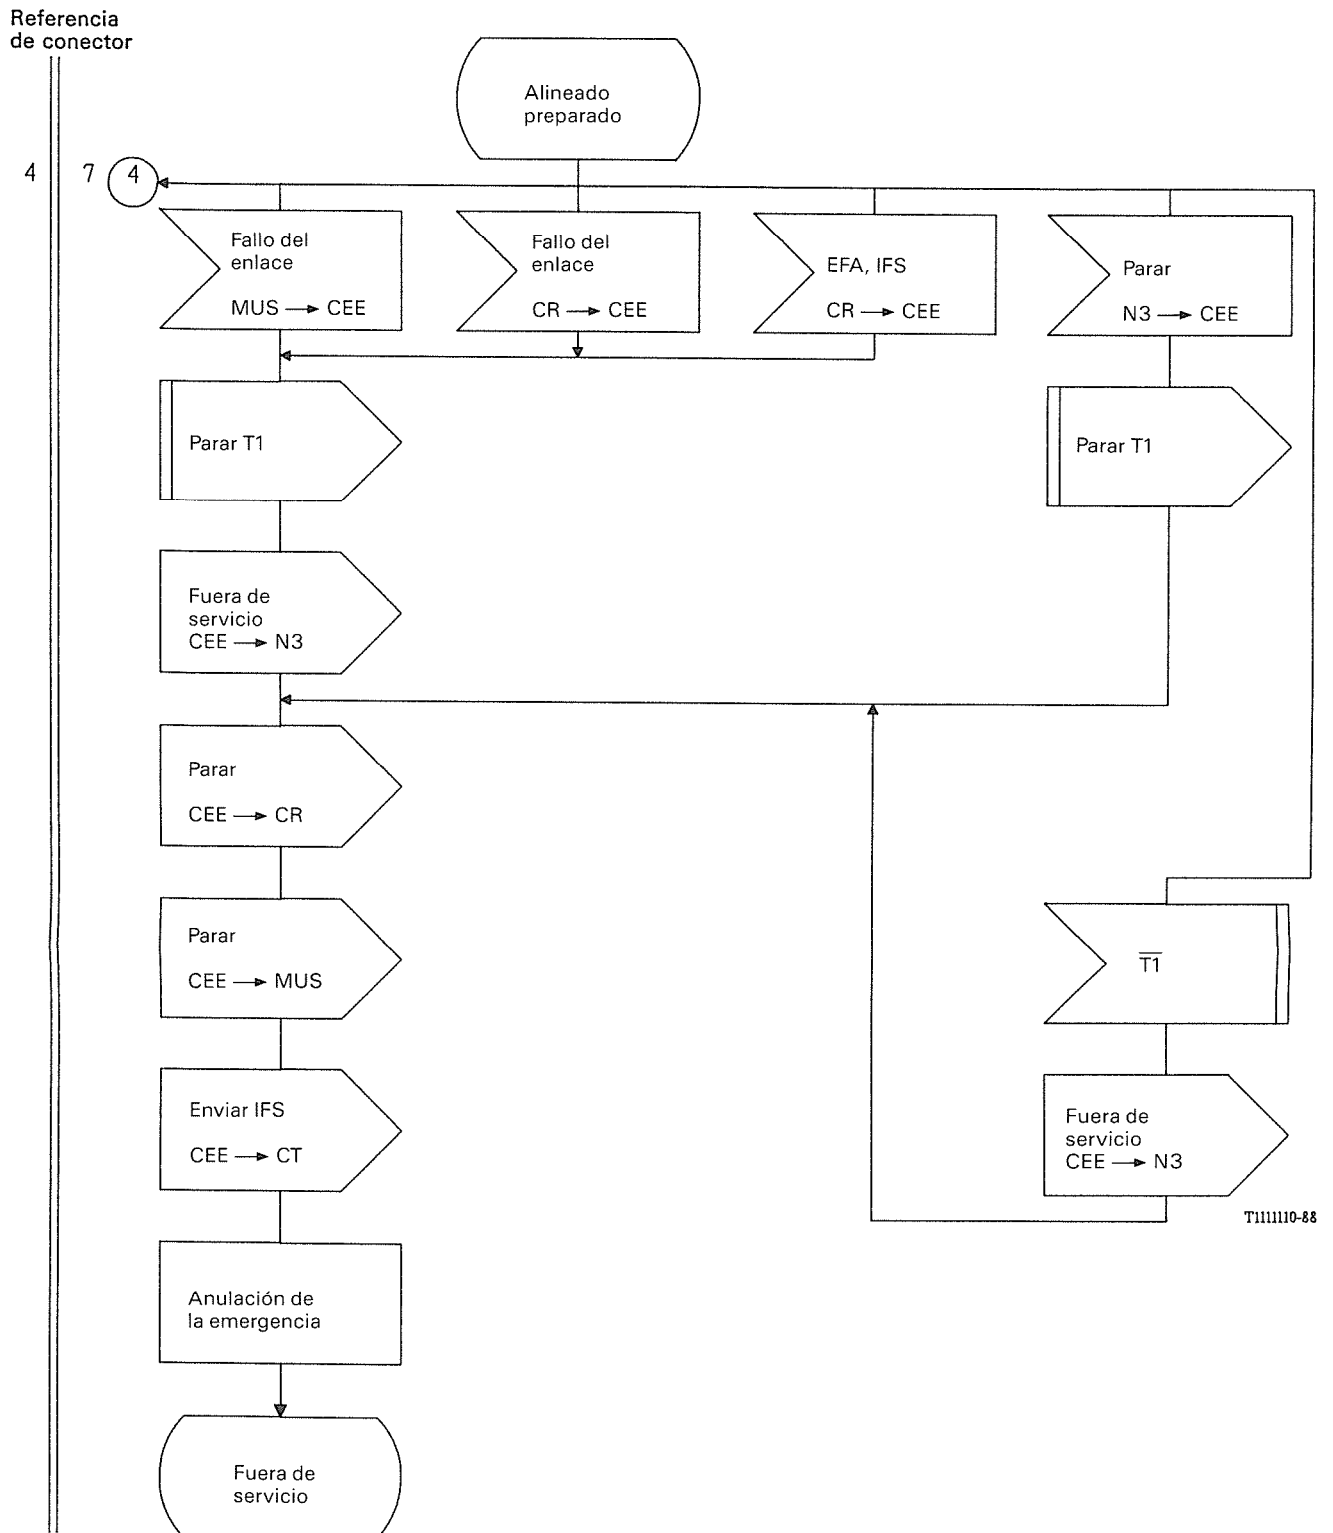 Referencia
de conector
Alineado
preparado
4 7 4
Fallo del
enlace
MUS → CEE
Fallo del
enlace
CR → CEE
EFA, IFS
CR → CEE
Parar
N3 → CEE
Parar T1
Parar T1
Fuera de
servicio
CEE → N3
Parar
CEE → CR
Parar
CEE → MUS
T̅1̅
Enviar IFS
CEE → CT
Fuera de
servicio
CEE → N3
T1111110-88
Anulación de
la emergencia
Fuera de
servicio